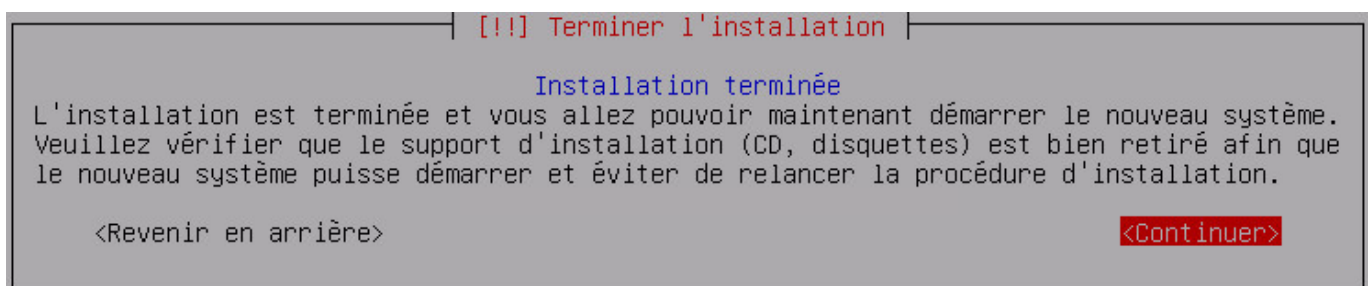 [!!] Terminer l'installation
Installation terminée
L'installation est terminée et vous allez pouvoir maintenant démarrer le nouveau système.
Veuillez vérifier que le support d'installation (CD, disquettes) est bien retiré afin que
le nouveau système puisse démarrer et éviter de relancer la procédure d'installation.
<Revenir en arrière> <Continuer>